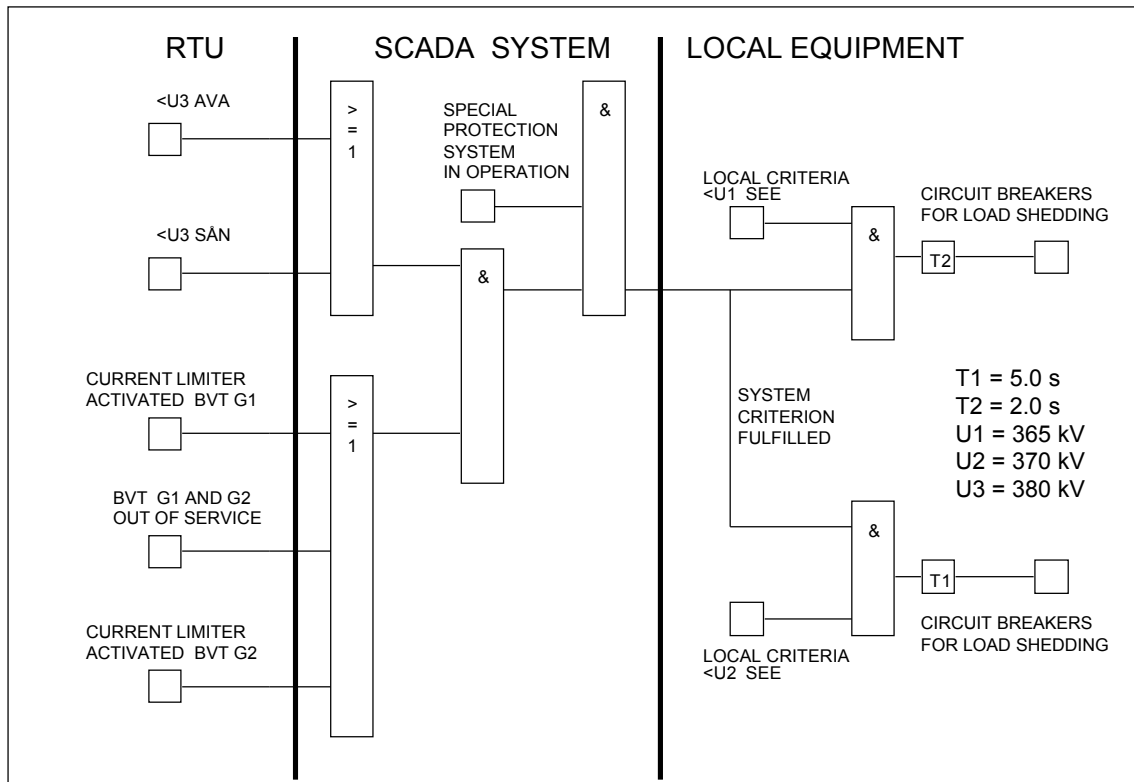 RTU
SCADA SYSTEM
LOCAL EQUIPMENT
<U3 AVA
>
=
1
SPECIAL
PROTECTION
SYSTEM
IN OPERATION
&
LOCAL CRITERIA
<U1 SEE
CIRCUIT BREAKERS
FOR LOAD SHEDDING
<U3 SÅN
&
&
T2
CURRENT LIMITER
ACTIVATED BVT G1
>
=
1
SYSTEM
CRITERION
FULFILLED
T1 = 5.0 s
T2 = 2.0 s
U1 = 365 kV
U2 = 370 kV
U3 = 380 kV
BVT G1 AND G2
OUT OF SERVICE
&
T1
CURRENT LIMITER
ACTIVATED BVT G2
LOCAL CRITERIA
<U2 SEE
CIRCUIT BREAKERS
FOR LOAD SHEDDING